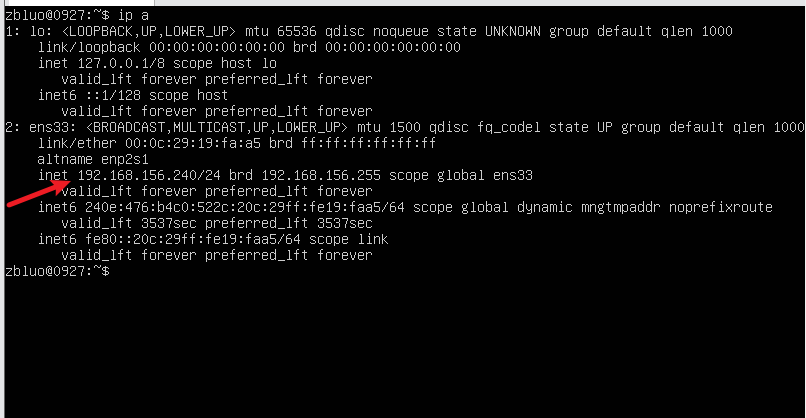 zbluo@0927:~$ ip a
1: lo: <LOOPBACK,UP,LOWER_UP> mtu 65536 qdisc noqueue state UNKNOWN group default qlen 1000
    link/loopback 00:00:00:00:00:00 brd 00:00:00:00:00:00
    inet 127.0.0.1/8 scope host lo
       valid_lft forever preferred_lft forever
    inet6 ::1/128 scope host
       valid_lft forever preferred_lft forever
2: ens33: <BROADCAST,MULTICAST,UP,LOWER_UP> mtu 1500 qdisc fq_codel state UP group default qlen 1000
    link/ether 00:0c:29:19:fa:a5 brd ff:ff:ff:ff:ff:ff
    altname enp2s1
    inet 192.168.156.240/24 brd 192.168.156.255 scope global ens33
       valid_lft forever preferred_lft forever
    inet6 240e:476:b4c0:522c:20c:29ff:fe19:faa5/64 scope global dynamic mngtmpaddr noprefixroute
       valid_lft 3537sec preferred_lft 3537sec
    inet6 fe80::20c:29ff:fe19:faa5/64 scope link
       valid_lft forever preferred_lft forever
zbluo@0927:~$